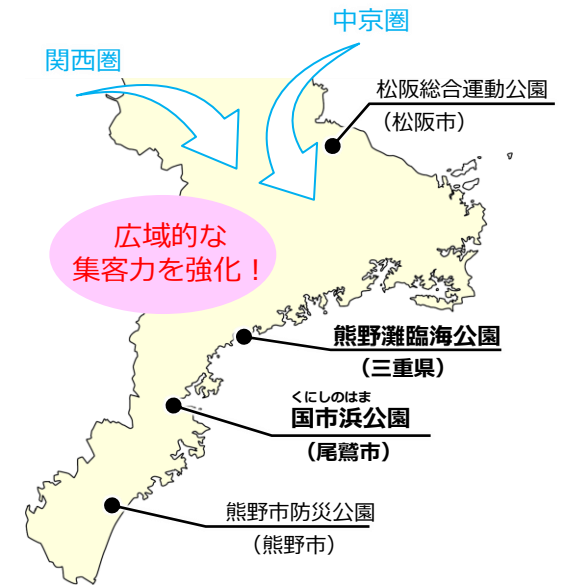 中京圏
関西圏
松阪総合運動公園
（松阪市）
広域的な
集客力を強化！
熊野灘臨海公園
（三重県）
くにしのはま
国市浜公園
（尾鷲市）
熊野市防災公園
（熊野市）